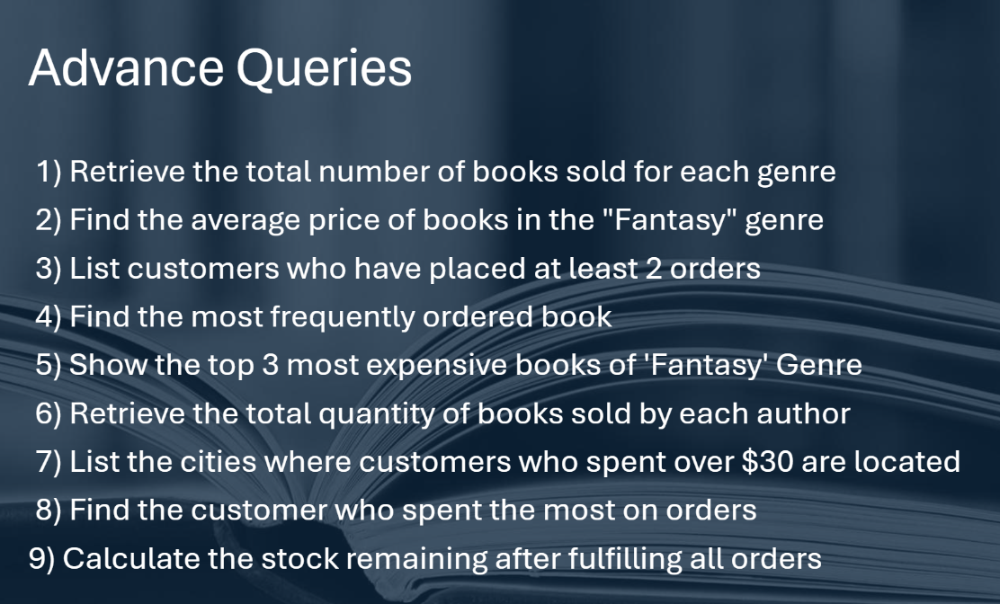 Advance Queries
1) Retrieve the total number of books sold for each genre
2) Find the average price of books in the "Fantasy" genre
3) List customers who have placed at least 2 orders
4) Find the most frequently ordered book
5) Show the top 3 most expensive books of 'Fantasy' Genre
6) Retrieve the total quantity of books sold by each author
7) List the cities where customers who spent over $30 are located
8) Find the customer who spent the most on orders
9) Calculate the stock remaining after fulfilling all orders